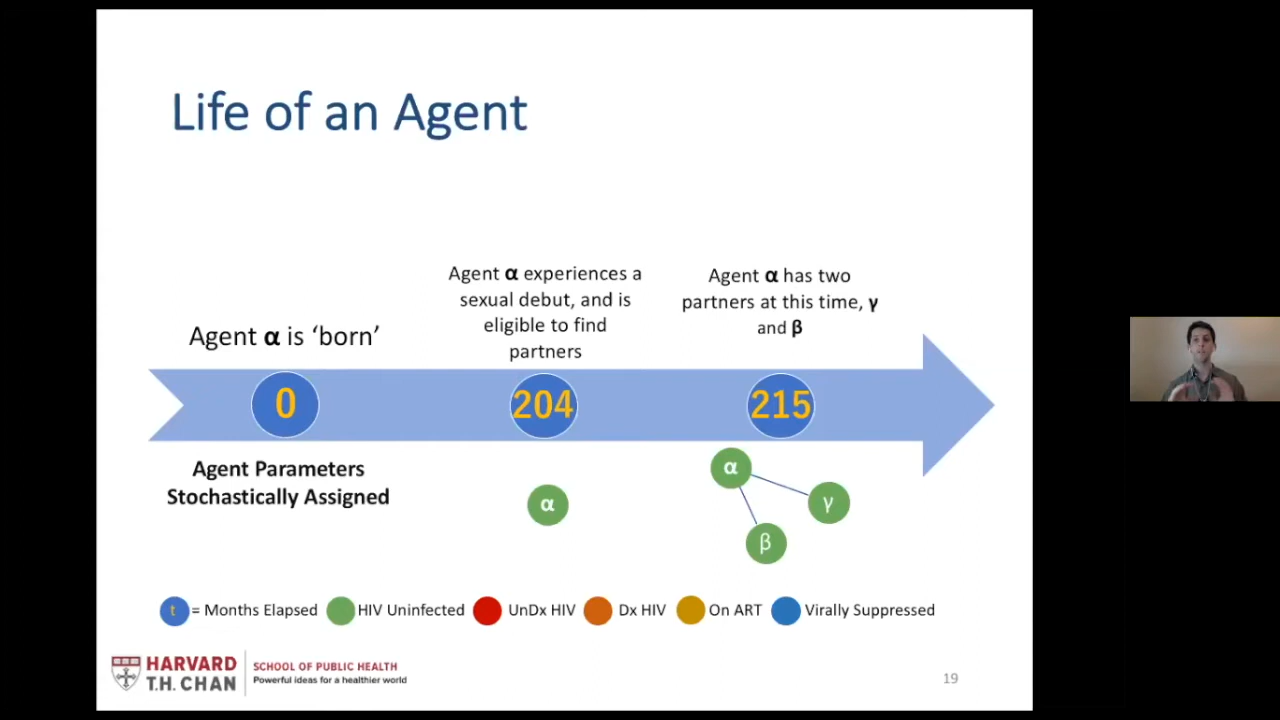 Life of an Agent
Agent α is ‘born’
Agent α experiences a
sexual debut, and is
eligible to find
partners
Agent α has two
partners at this time, γ
and β
0
204
215
Agent Parameters
Stochastically Assigned
α
α
γ
β
t = Months Elapsed
HIV Uninfected
UnDx HIV
Dx HIV
On ART
Virally Suppressed
HARVARD
T.H. CHAN
SCHOOL OF PUBLIC HEALTH
Powerful ideas for a healthier world
19